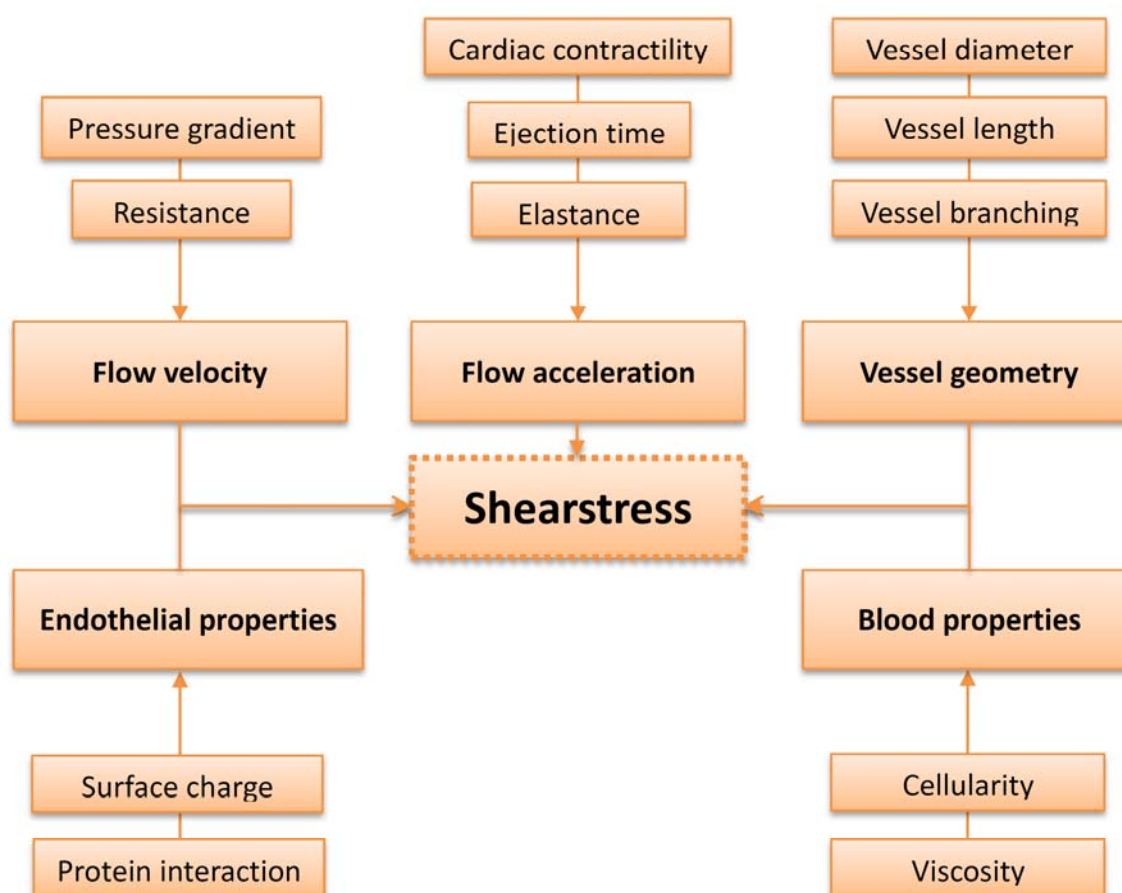 Cardiac contractility
Vessel diameter
Pressure gradient
Ejection time
Vessel length
Resistance
Elastance
Vessel branching
Flow velocity
Flow acceleration
Vessel geometry
Shearstress
Endothelial properties
Blood properties
Surface charge
Cellularity
Protein interaction
Viscosity